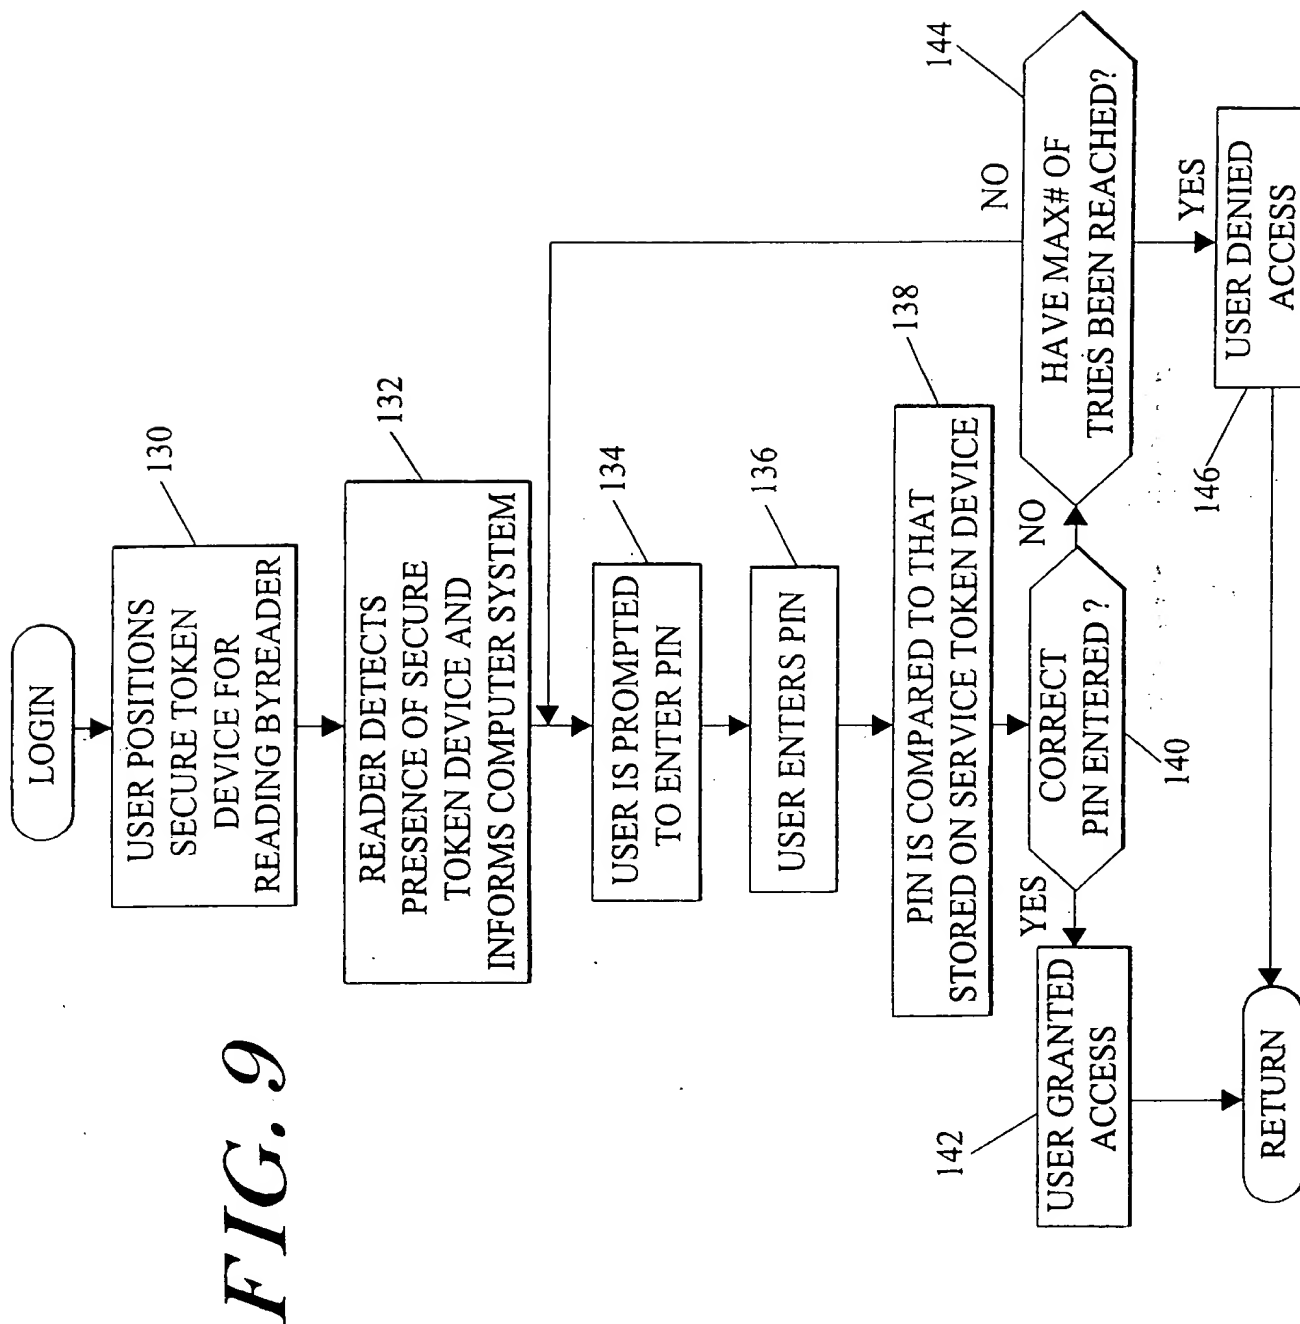 FIG. 9
LOGIN
USER POSITIONS
SECURE TOKEN
DEVICE FOR
READING BYREADER
130
READER DETECTS
PRESENCE OF SECURE
TOKEN DEVICE AND
INFORMS COMPUTER SYSTEM
132
USER IS PROMPTED
TO ENTER PIN
134
USER ENTERS PIN
136
PIN IS COMPARED TO THAT
STORED ON SERVICE TOKEN DEVICE
138
CORRECT
PIN ENTERED ?
140
YES
NO
USER GRANTED
ACCESS
142
HAVE MAX# OF
TRIES BEEN REACHED?
144
NO
YES
USER DENIED
ACCESS
146
RETURN